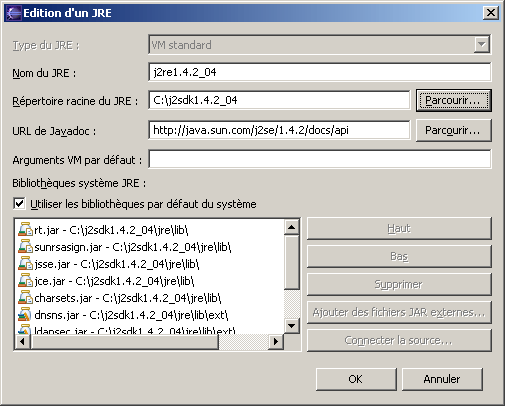 Edition d'un JRE
Type du JRE : VM standard
Nom du JRE : j2re1.4.2_04
Répertoire racine du JRE : C:\j2sdk1.4.2_04 Parcourir...
URL de Javadoc : http://java.sun.com/j2se/1.4.2/docs/api Parcourir...
Arguments VM par défaut :
Bibliothèques système JRE :
Utiliser les bibliothèques par défaut du système
rt.jar - C:\j2sdk1.4.2_04\jre\lib\
sunrsasign.jar - C:\j2sdk1.4.2_04\jre\lib\
jsse.jar - C:\j2sdk1.4.2_04\jre\lib\
jce.jar - C:\j2sdk1.4.2_04\jre\lib\
charsets.jar - C:\j2sdk1.4.2_04\jre\lib\
dnsns.jar - C:\j2sdk1.4.2_04\jre\lib\ext\
ldapsec.jar - C:\j2sdk1.4.2_04\jre\lib\ext\
Haut
Bas
Supprimer
Ajouter des fichiers JAR externes...
Connecter la source...
OK Annuler